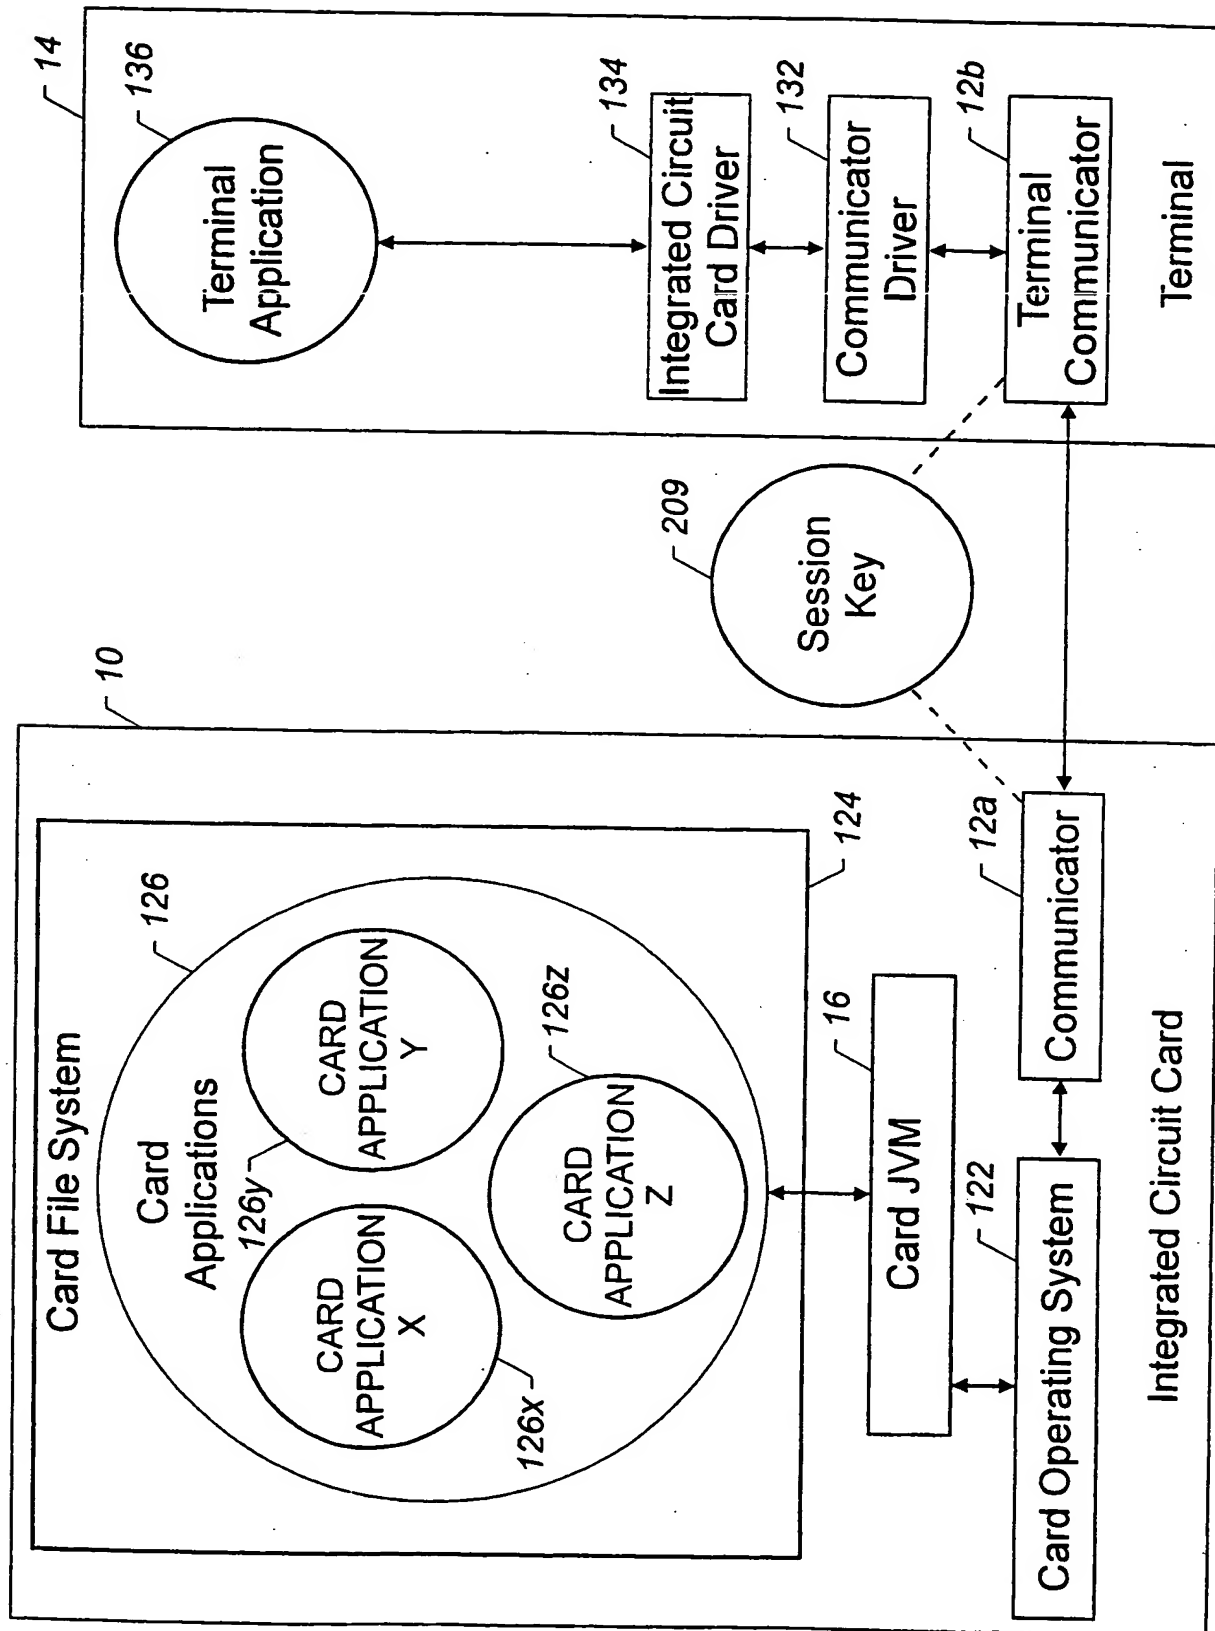 10
Card File System
126
Card
Applications
126y
CARD
APPLICATION
Y
CARD
APPLICATION
X
126z
CARD
APPLICATION
Z
126x
124
16
Card JVM
122
12a
Card Operating System
Communicator
Integrated Circuit Card
209
Session
Key
14
136
Terminal
Application
134
Integrated Circuit
Card Driver
132
Communicator
Driver
12b
Terminal
Communicator
Terminal